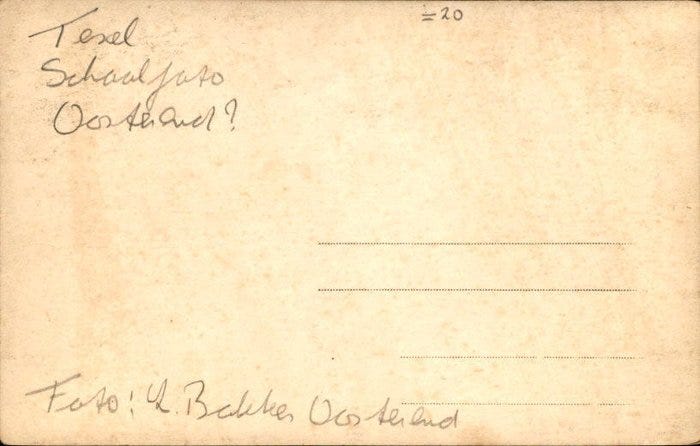 =20
Texel
Schoolfoto
Oosterend?
Foto: L. Bakker Oosterend